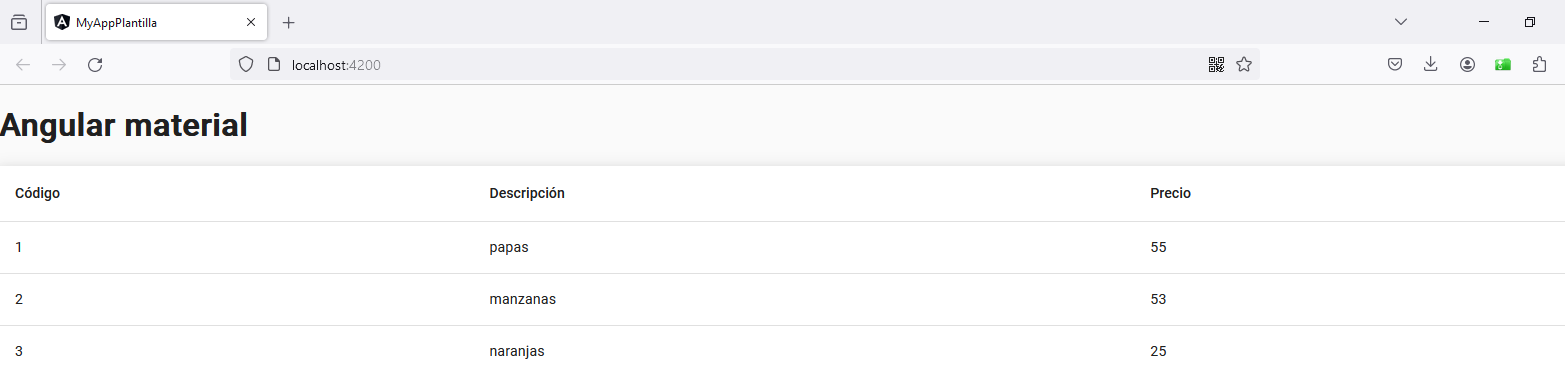 MyAppPlantilla
localhost:4200
Angular material
Código Descripción Precio
1 papas 55
2 manzanas 53
3 naranjas 25